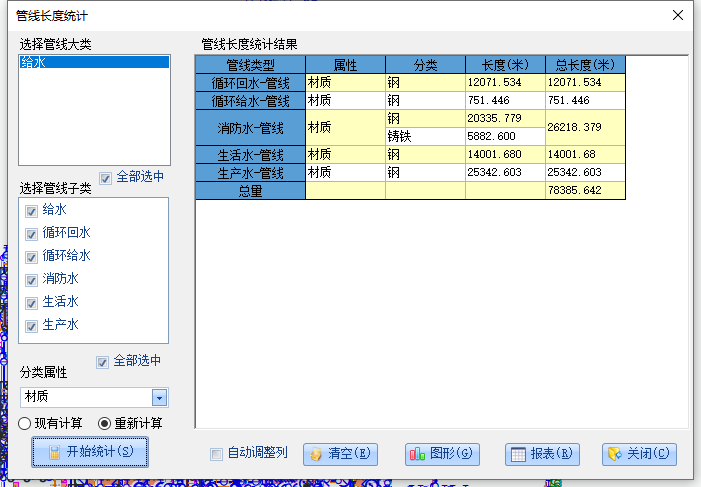 管线长度统计
选择管线大类
给水
全部选中
选择管线子类
给水
循环回水
循环给水
消防水
生活水
生产水
全部选中
分类属性
材质
现有计算 重新计算
开始统计(S)
管线长度统计结果
管线类型 属性 分类 长度(米) 总长度(米)
循环回水-管线 材质 钢 12071.534 12071.534
循环给水-管线 材质 钢 751.446 751.446
消防水-管线 材质 钢 20335.779 26218.379
铸铁 5882.600
生活水-管线 材质 钢 14001.680 14001.68
生产水-管线 材质 钢 25342.603 25342.603
总量 78385.642
自动调整列 清空(E) 图形(G) 报表(R) 关闭(C)